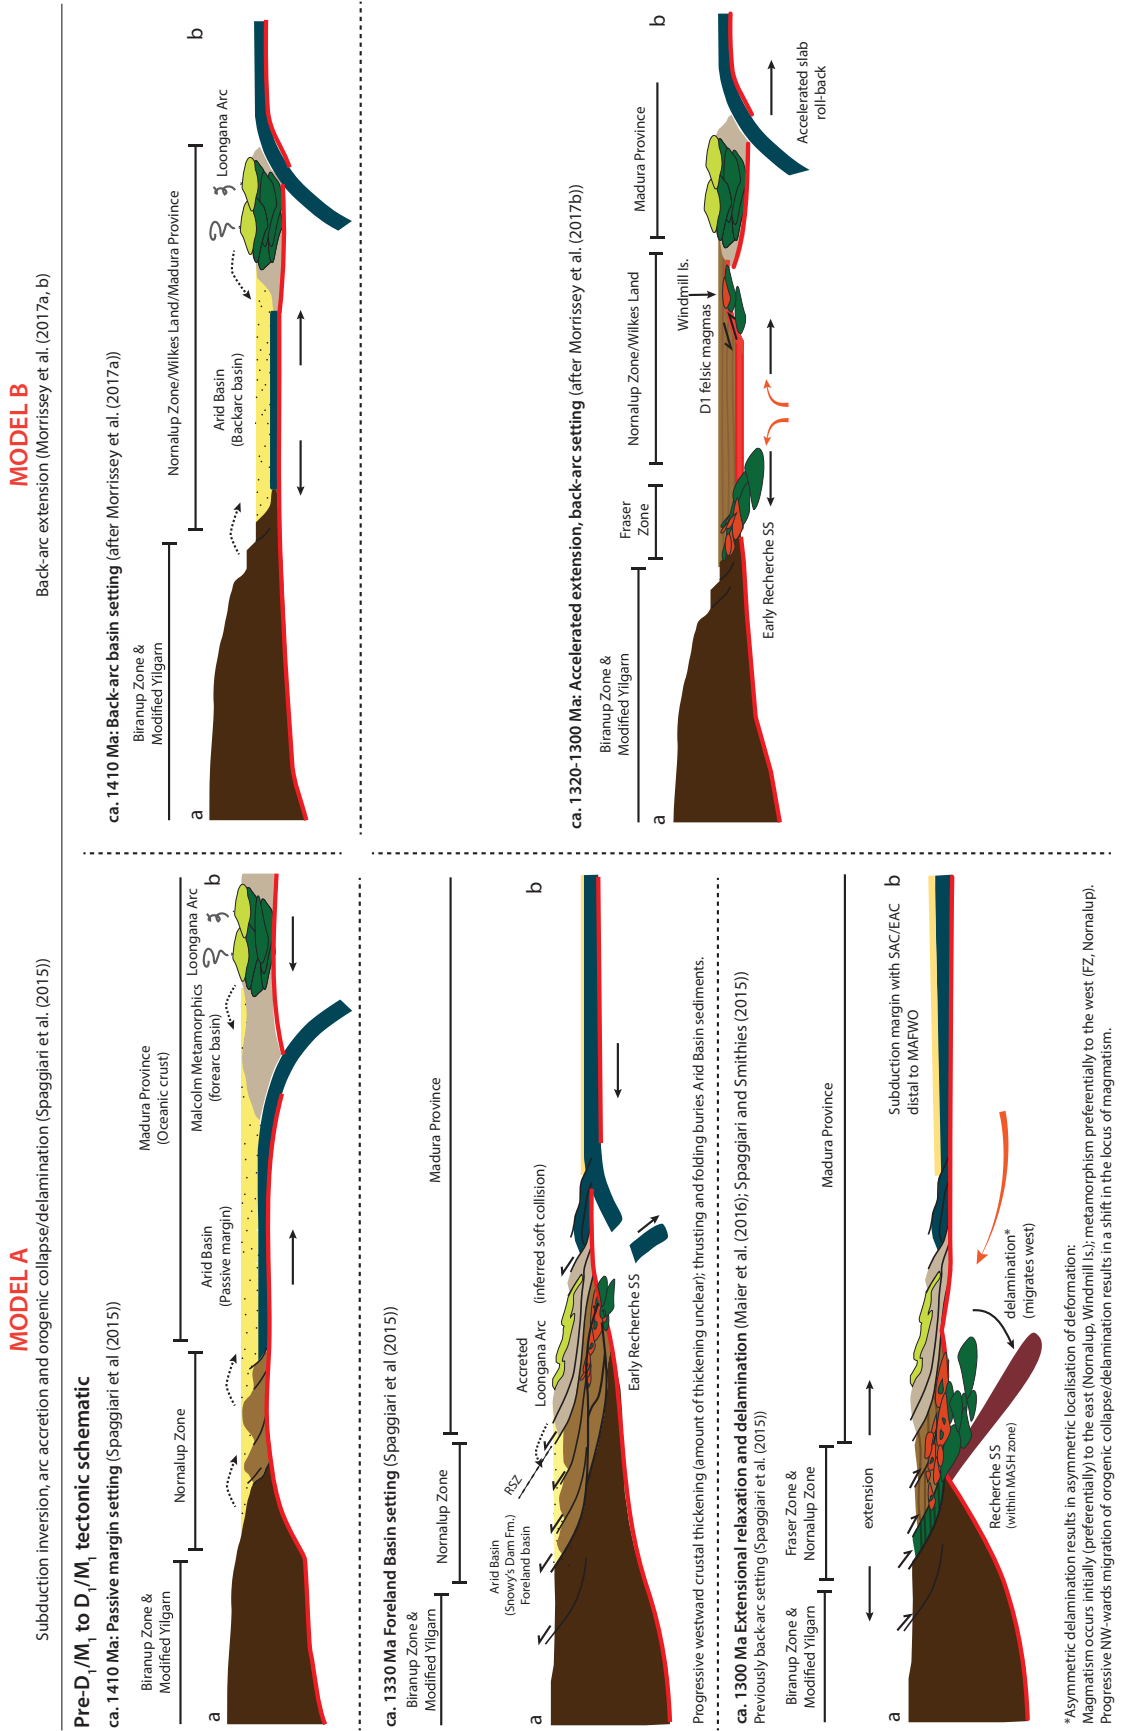 MODEL A
Subduction inversion, arc accretion and orogenic collapse/delamination (Spaggiari et al. (2015))
MODEL B
Back-arc extension (Morrissey et al. (2017a, b)
Pre-D1/M1 to D1/M1 tectonic schematic
ca. 1410 Ma: Passive margin setting (Spaggiari et al (2015))
Biranup Zone &
Modified Yilgarn
Nornalup Zone
Madura Province
(Oceanic crust)
Arid Basin
(Passive margin)
Malcolm Metamorphics
(forearc basin)
Loongana Arc
a
b
ca. 1410 Ma: Back-arc basin setting (after Morrissey et al. (2017a))
Biranup Zone &
Modified Yilgarn
Nornalup Zone/Wilkes Land/Madura Province
Arid Basin
(Backarc basin)
Loongana Arc
a
b
ca. 1330 Ma Foreland Basin setting (Spaggiari et al. (2015))
Biranup Zone &
Modified Yilgarn
Nornalup Zone
Madura Province
Arid Basin
(Snowy's Dam Fm.)
Foreland basin
RSZ
Accreted
Loongana Arc
(inferred soft collision)
Early Recherche SS
a
b
Progressive westward crustal thickening (amount of thickening unclear); thrusting and folding buries Arid Basin sediments.
ca. 1320-1300 Ma: Accelerated extension, back-arc setting (after Morrissey et al. (2017b))
Biranup Zone &
Modified Yilgarn
Fraser
Zone
Nornalup Zone/Wilkes Land
Madura Province
Windmill Is.
D1 felsic magmas
Early Recherche SS
Accelerated slab
roll-back
a
b
ca. 1300 Ma Extensional relaxation and delamination (Maier et al. (2016); Spaggiari and Smithies (2015))
Previously back-arc setting (Spaggiari et al. (2015))
Biranup Zone &
Modified Yilgarn
Fraser Zone &
Nornalup Zone
Madura Province
extension
Recherche SS
(within MASH zone)
delamination*
(migrates west)
Subduction margin with SAC/EAC
distal to MAFWO
a
b
*Asymmetric delamination results in asymmetric localisation of deformation:
Magmatism occurs initially (preferentially) to the east (Nornalup, Windmill Is.); metamorphism preferentially to the west (FZ, Nornalup).
Progressive NW-wards migration of orogenic collapse/delamination results in a shift in the locus of magmatism.